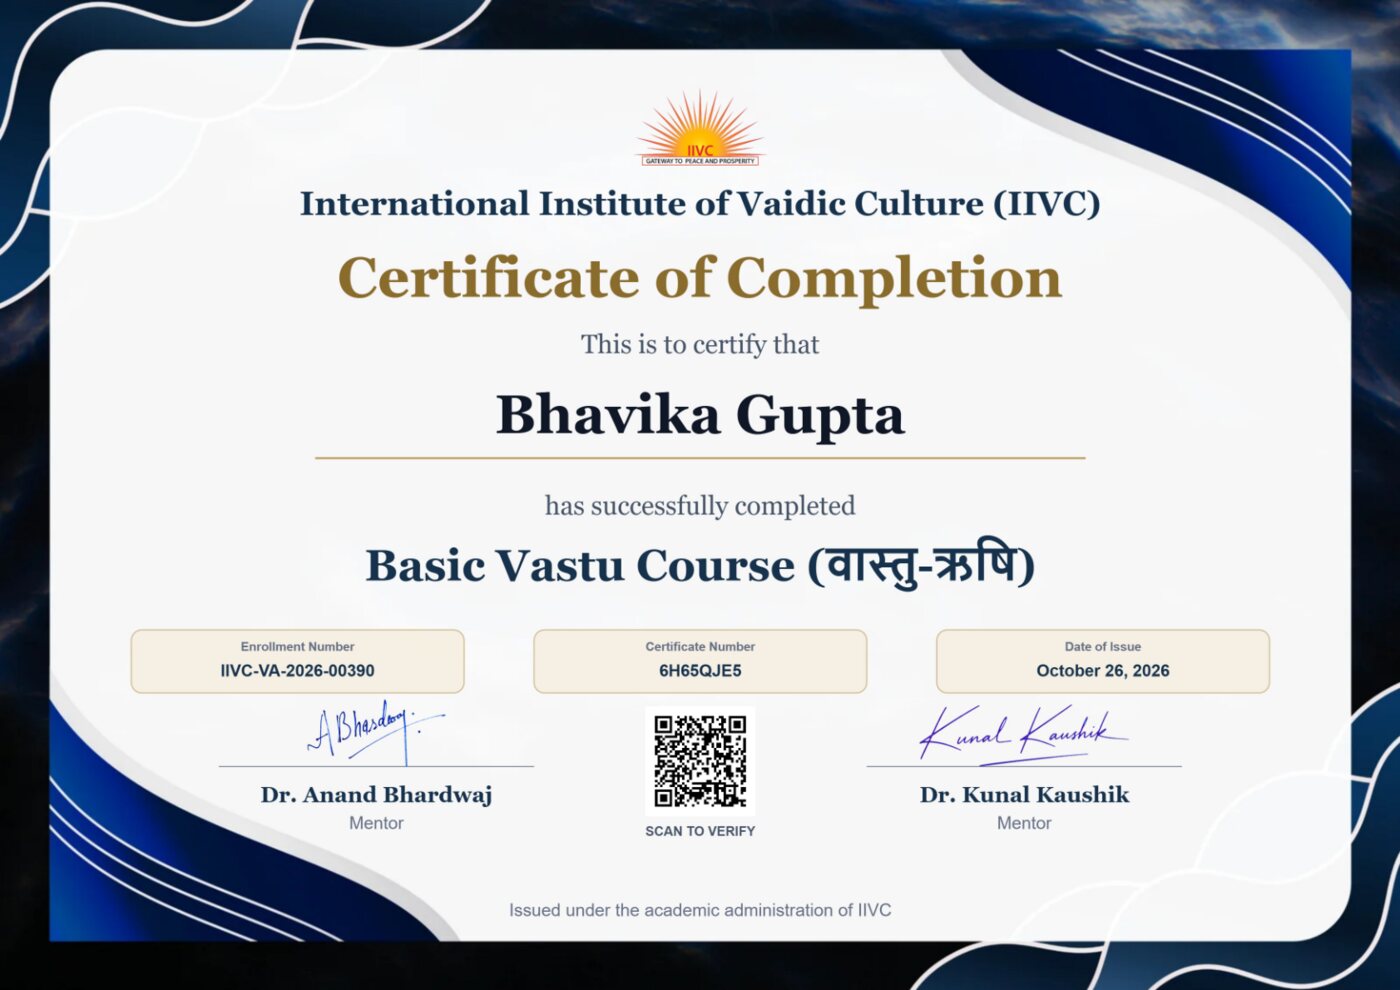 IIVC
GATEWAY TO PEACE AND PROSPERITY
International Institute of Vaidic Culture (IIVC)
Certificate of Completion
This is to certify that
Bhavika Gupta
has successfully completed
Basic Vastu Course (वास्तु-ऋषि)
Enrollment Number
IIVC-VA-2026-00390
Certificate Number
6H65QJE5
Date of Issue
October 26, 2026
A Bhardwaj
Kunal Kaushik
Dr. Anand Bhardwaj
Mentor
SCAN TO VERIFY
Dr. Kunal Kaushik
Mentor
Issued under the academic administration of IIVC